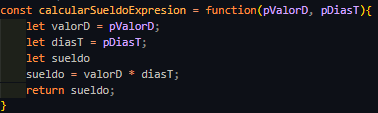 const calcularSueldoExpresion = function(pValorD, pDiasT){
let valorD = pValorD;
let diasT = pDiasT;
let sueldo
sueldo = valorD * diasT;
return sueldo;
}